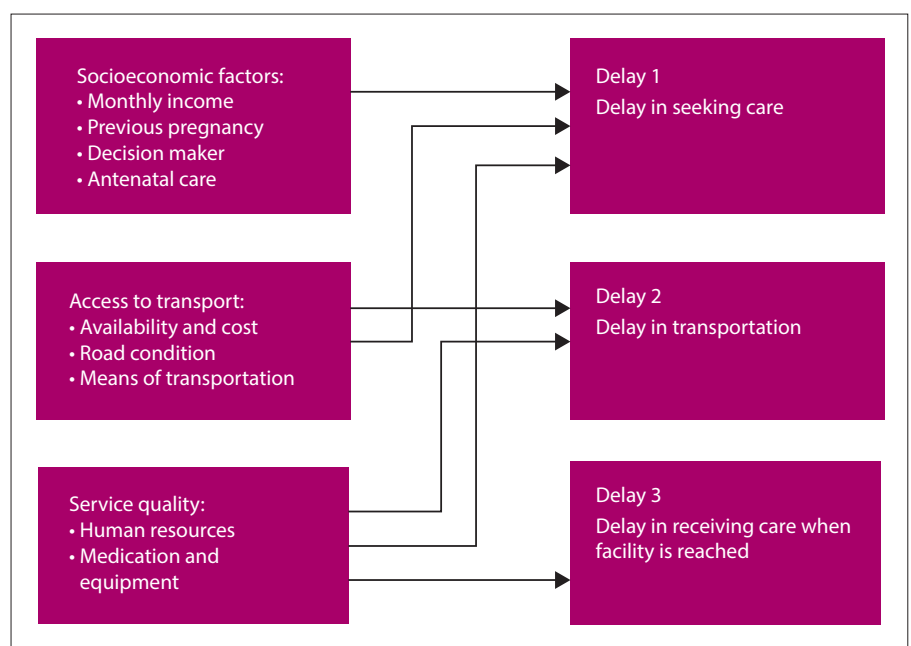 Socioeconomic factors:
• Monthly income
• Previous pregnancy
• Decision maker
• Antenatal care
Delay 1
Delay in seeking care
Access to transport:
• Availability and cost
• Road condition
• Means of transportation
Delay 2
Delay in transportation
Service quality:
• Human resources
• Medication and
equipment
Delay 3
Delay in receiving care when
facility is reached